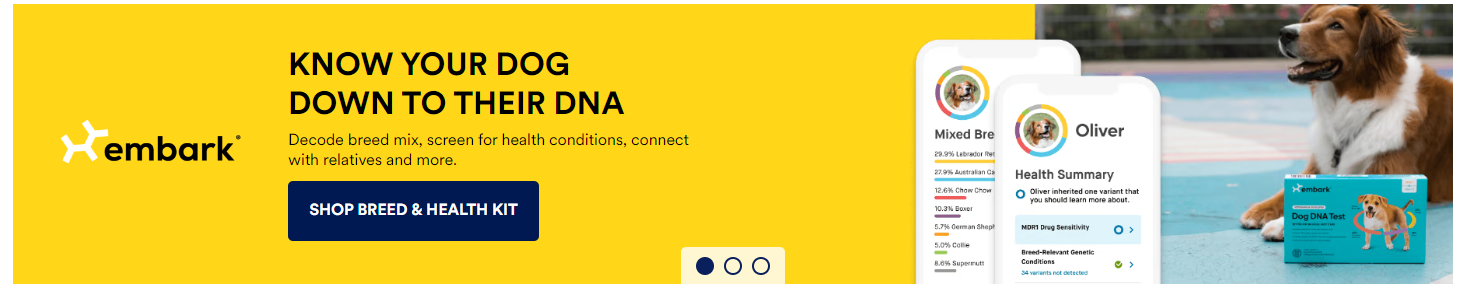 embark®
KNOW YOUR DOG
DOWN TO THEIR DNA
Decode breed mix, screen for health conditions, connect
with relatives and more.
SHOP BREED & HEALTH KIT
Mixed Bre
29.9% Labrador Ret
27.9% Australian Ca
12.6% Chow Chow
10.3% Boxer
5.7% German Sheph
5.0% Collie
8.6% Supermutt
Oliver
Health Summary
Oliver inherited one variant that
you should learn more about.
MDR1 Drug Sensitivity
Breed-Relevant Genetic
Conditions
34 variants not detected
embark
Dog DNA Test